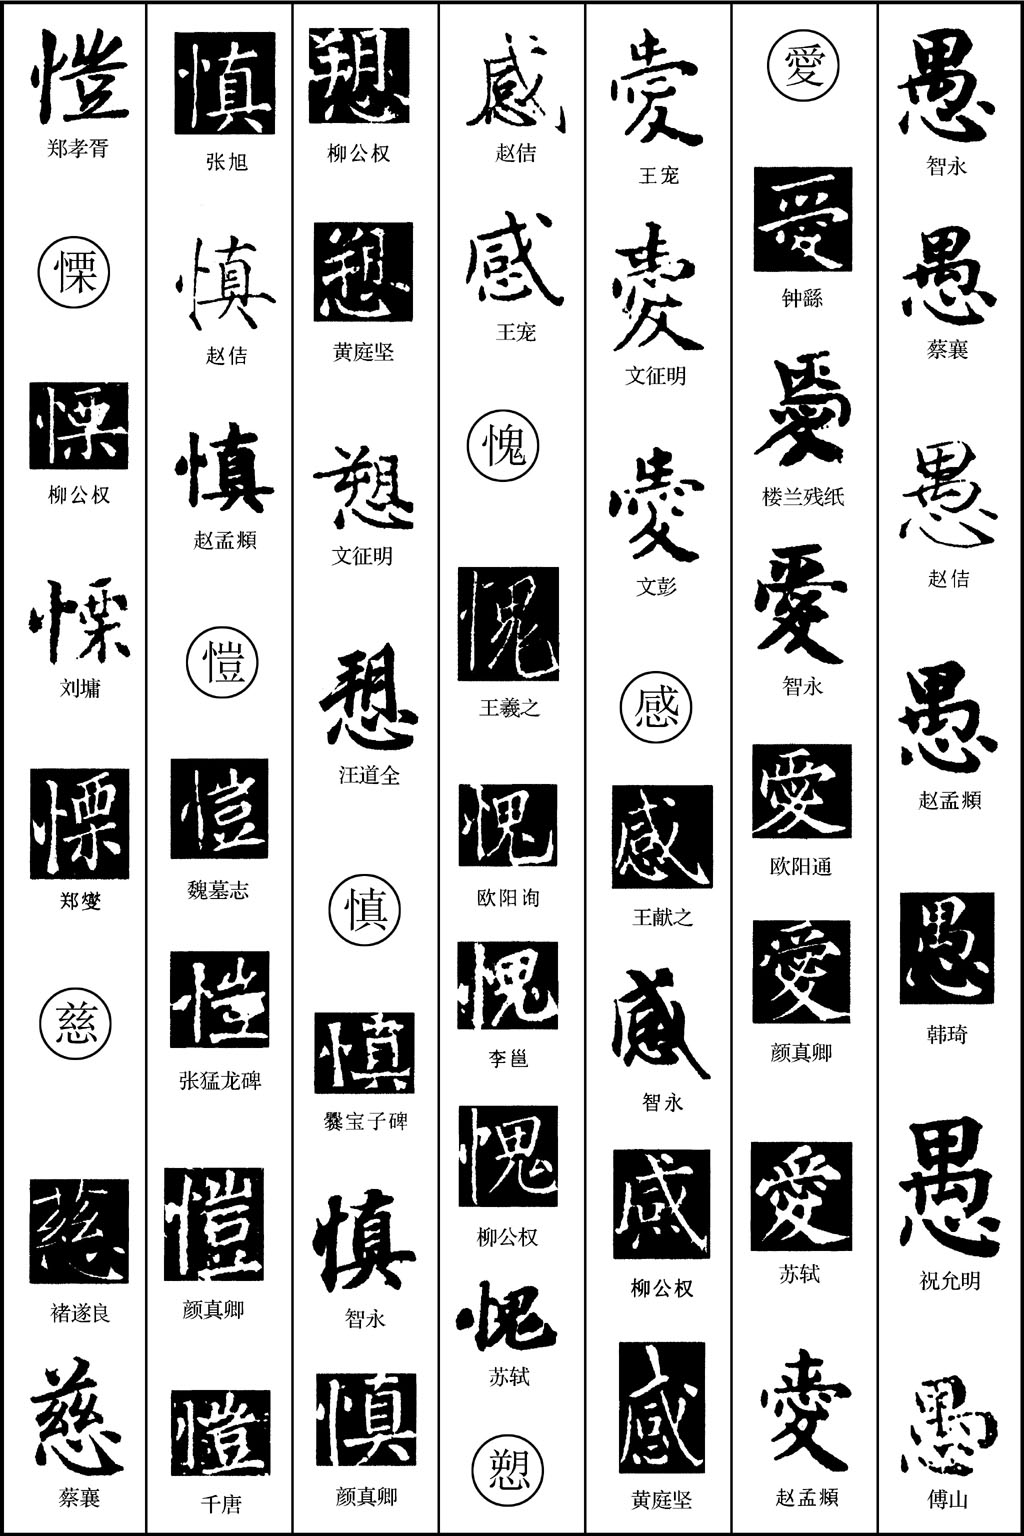 愚
智永
愚
蔡襄
愚
赵佶
愚
赵孟頫
愚
韩琦
愚
祝允明
愚
傅山
愛
愛
钟繇
愛
楼兰残纸
愛
智永
愛
欧阳通
愛
颜真卿
愛
苏轼
愛
赵孟頫
愛
王宠
愛
文征明
愛
文彭
感
感
王献之
感
智永
感
柳公权
感
黄庭坚
感
赵佶
感
王宠
愧
愧
王羲之
愧
欧阳询
愧
李邕
愧
柳公权
愧
苏轼
愬
愬
柳公权
愬
黄庭坚
愬
文征明
愬
汪道全
慎
慎
爨宝子碑
慎
智永
慎
颜真卿
慎
张旭
慎
赵佶
慎
赵孟頫
愷
愷
魏墓志
愷
张猛龙碑
愷
颜真卿
愷
千唐
愷
郑孝胥
慄
慄
柳公权
慄
刘墉
慄
郑燮
慈
慈
褚遂良
慈
蔡襄